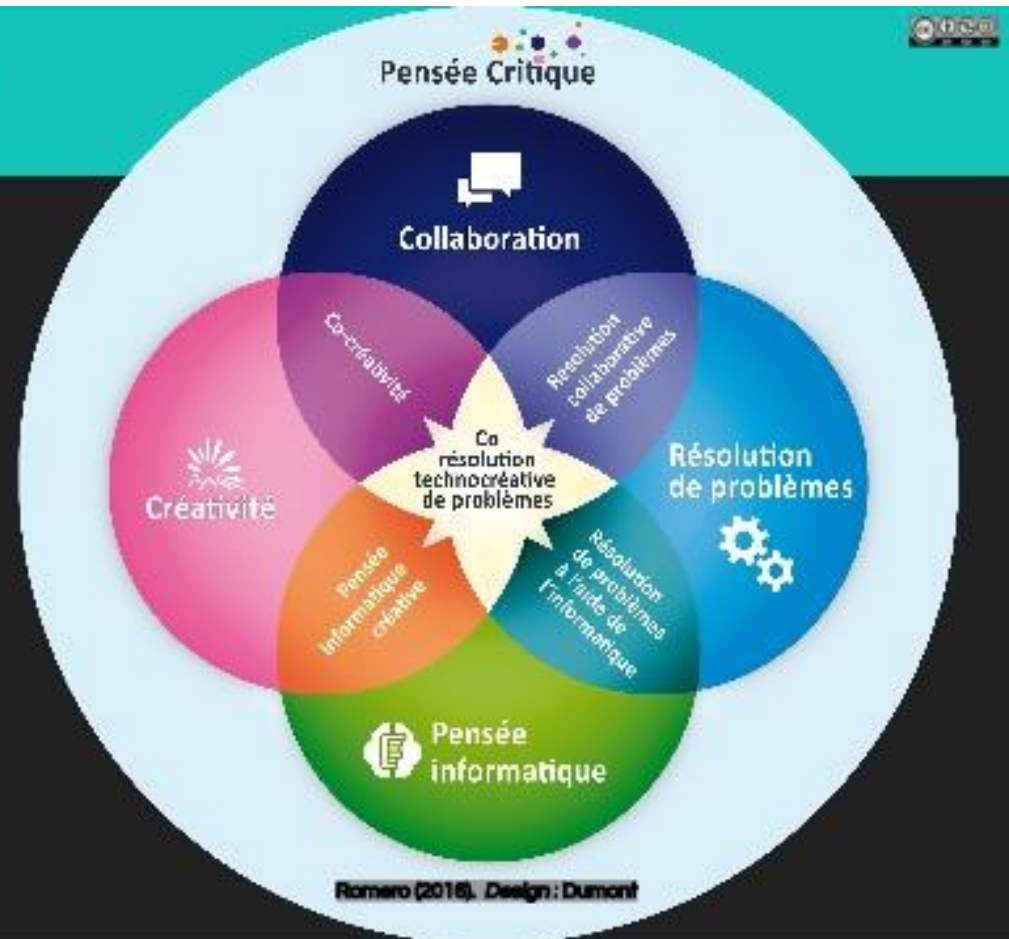 Pensée Critique
Collaboration
Co-créativité
Résolution
collaborative
de problèmes
Créativité
Co
résolution
technocréative
de problèmes
Résolution
de problèmes
Pensée
Informatique
créative
Résolution
de problèmes
à l'aide de
l'informatique
Pensée
informatique
Romero (2018). Design : Dumont